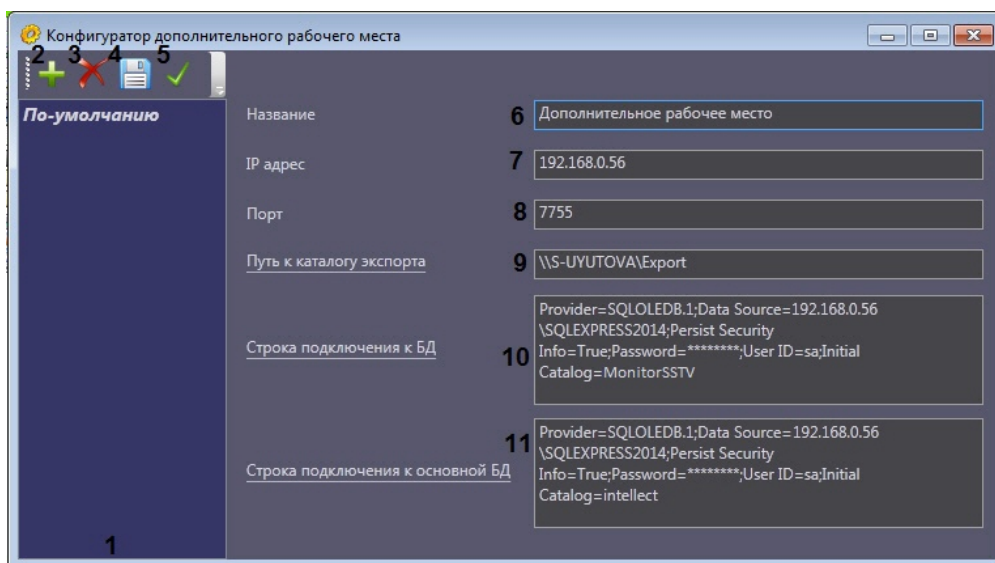 Конфигуратор дополнительного рабочего места
2 3 4 5
По-умолчанию
Название 6 Дополнительное рабочее место
IP адрес 7 192.168.0.56
Порт 8 7755
Путь к каталогу экспорта 9 \\S-UYUTOVA\Export
Строка подключения к БД 10
Provider=SQLOLEDB.1;Data Source=192.168.0.56
\SQLEXPRESS2014;Persist Security
Info=True;Password=********;User ID=sa;Initial
Catalog=MonitorSSTV
Строка подключения к основной БД 11
Provider=SQLOLEDB.1;Data Source=192.168.0.56
\SQLEXPRESS2014;Persist Security
Info=True;Password=********;User ID=sa;Initial
Catalog=intellect
1